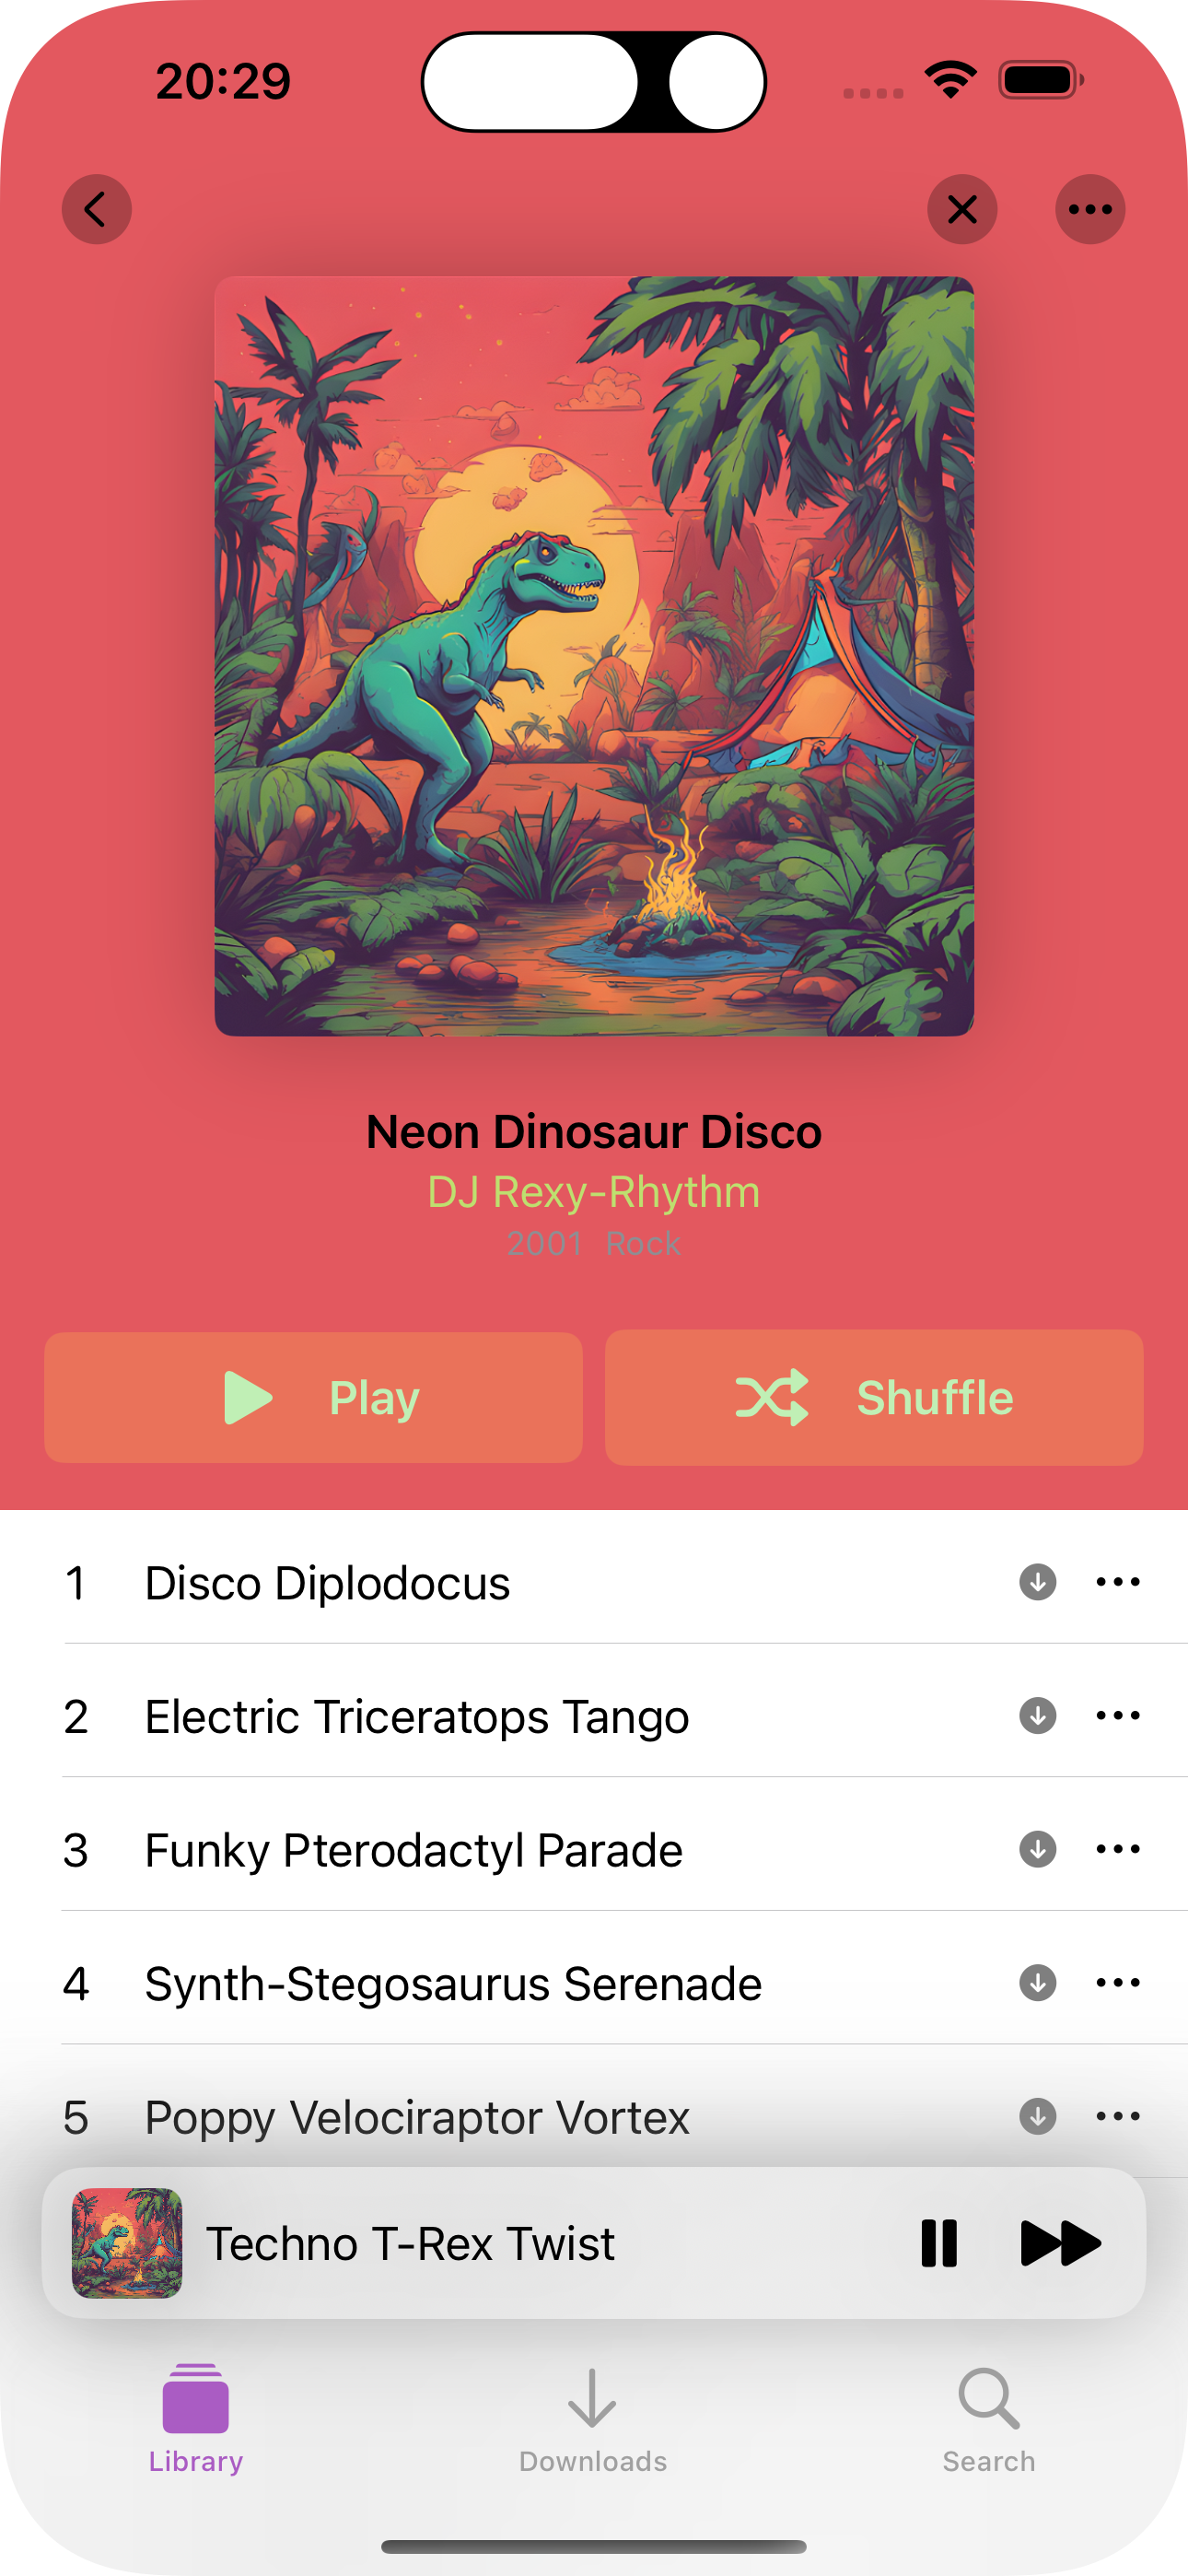 20:29
Neon Dinosaur Disco
DJ Rexy-Rhythm
2001 Rock
Play
Shuffle
1 Disco Diplodocus
2 Electric Triceratops Tango
3 Funky Pterodactyl Parade
4 Synth-Stegosaurus Serenade
5 Poppy Velociraptor Vortex
Techno T-Rex Twist
Library
Downloads
Search